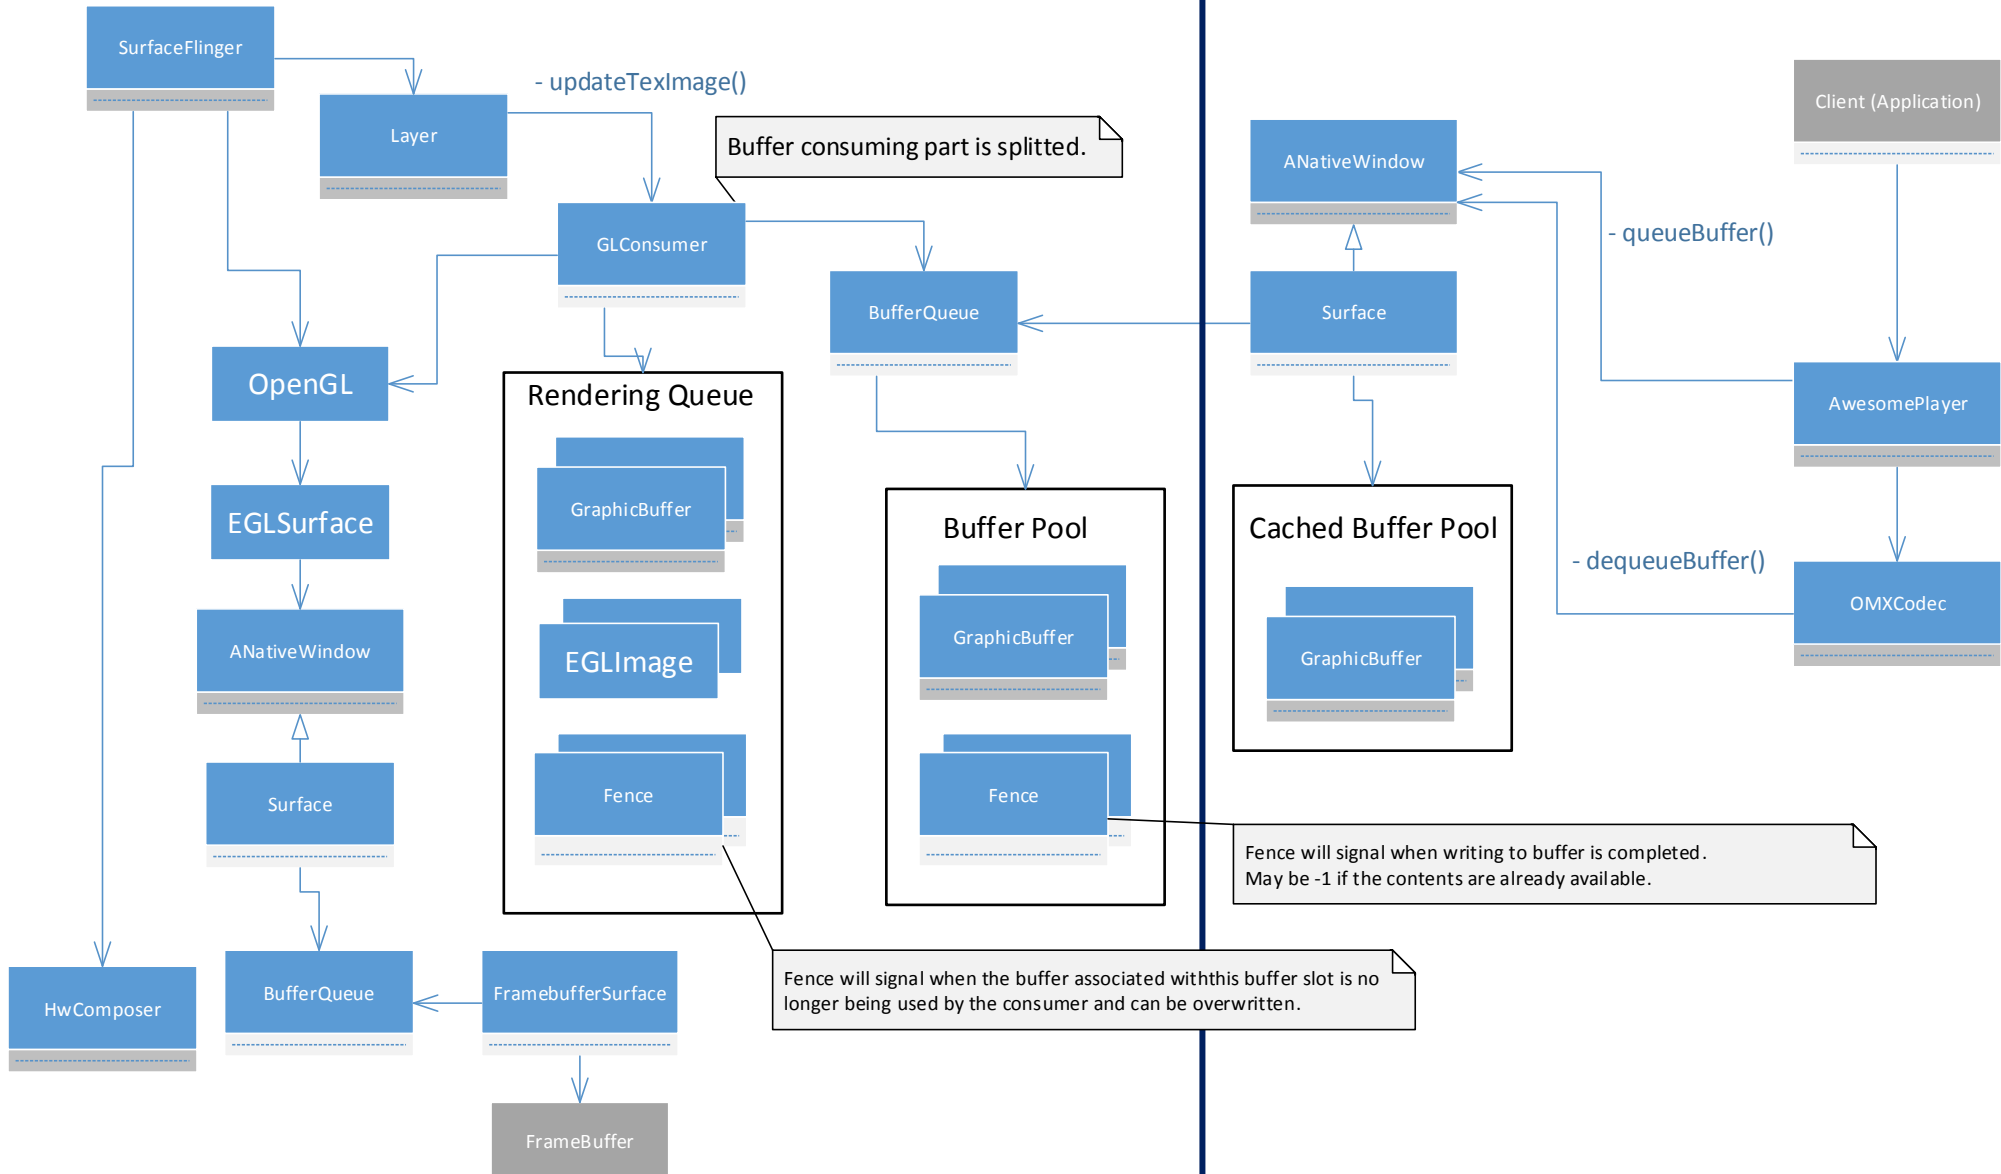 SurfaceFlinger
- updateTexImage()
Client (Application)
Layer
Buffer consuming part is splitted.
ANativeWindow
- queueBuffer()
GLConsumer
BufferQueue
Surface
OpenGL
Rendering Queue
AwesomePlayer
GraphicBuffer
EGLSurface
Buffer Pool
Cached Buffer Pool
- dequeueBuffer()
OMXCodec
ANativeWindow
EGLImage
GraphicBuffer
GraphicBuffer
Surface
Fence
Fence
Fence will signal when writing to buffer is completed.
May be -1 if the contents are already available.
HwComposer
BufferQueue
FramebufferSurface
Fence will signal when the buffer associated withthis buffer slot is no
longer being used by the consumer and can be overwritten.
FrameBuffer